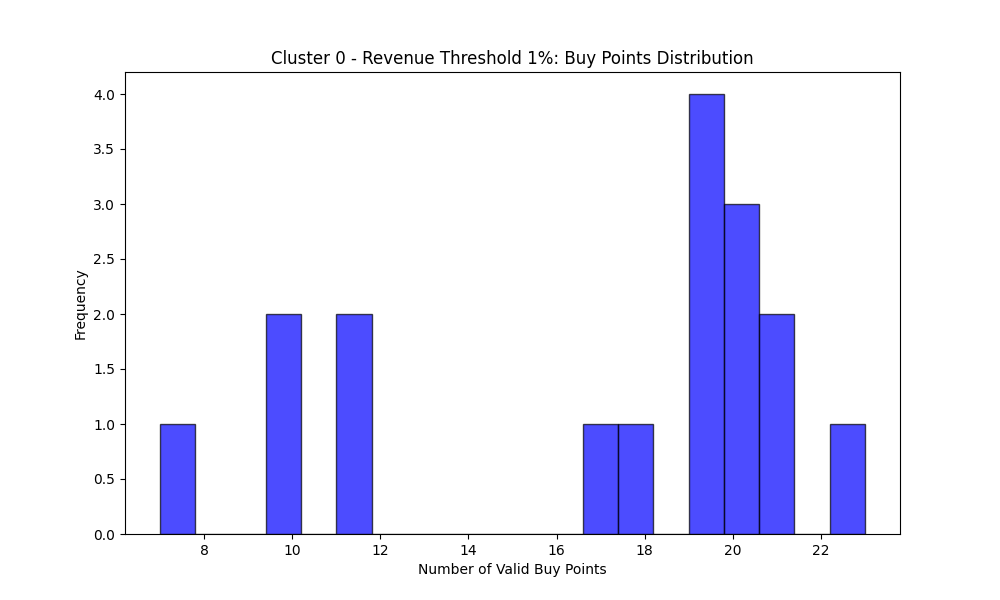 Cluster 0 - Revenue Threshold 1%: Buy Points Distribution
4.0
3.5
3.0
2.5
2.0
1.5
1.0
0.5
0.0
Frequency
8 10 12 14 16 18 20 22
Number of Valid Buy Points